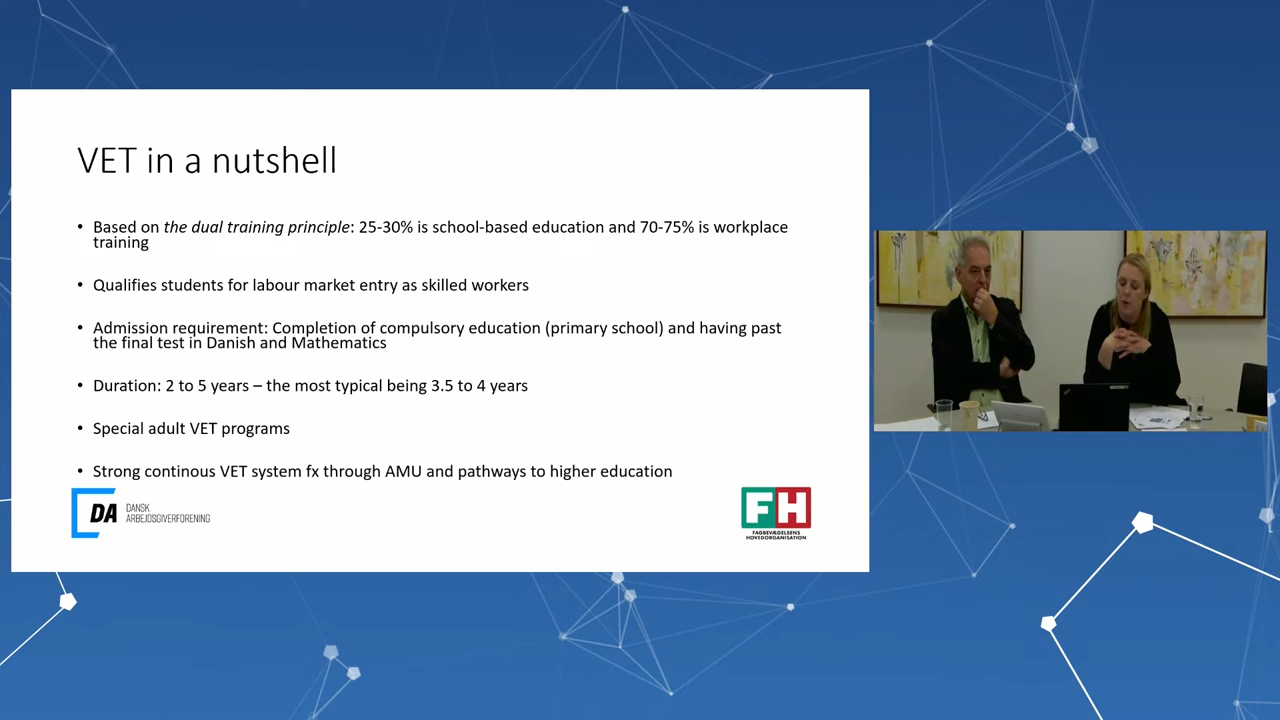 VET in a nutshell
• Based on the dual training principle: 25-30% is school-based education and 70-75% is workplace
training
• Qualifies students for labour market entry as skilled workers
• Admission requirement: Completion of compulsory education (primary school) and having past
the final test in Danish and Mathematics
• Duration: 2 to 5 years – the most typical being 3.5 to 4 years
• Special adult VET programs
• Strong continous VET system fx through AMU and pathways to higher education
DA
DANSK
ARBEJDSGIVERFORENING
FH
FAGBEVÆGELSENS
HOVEDORGANISATION